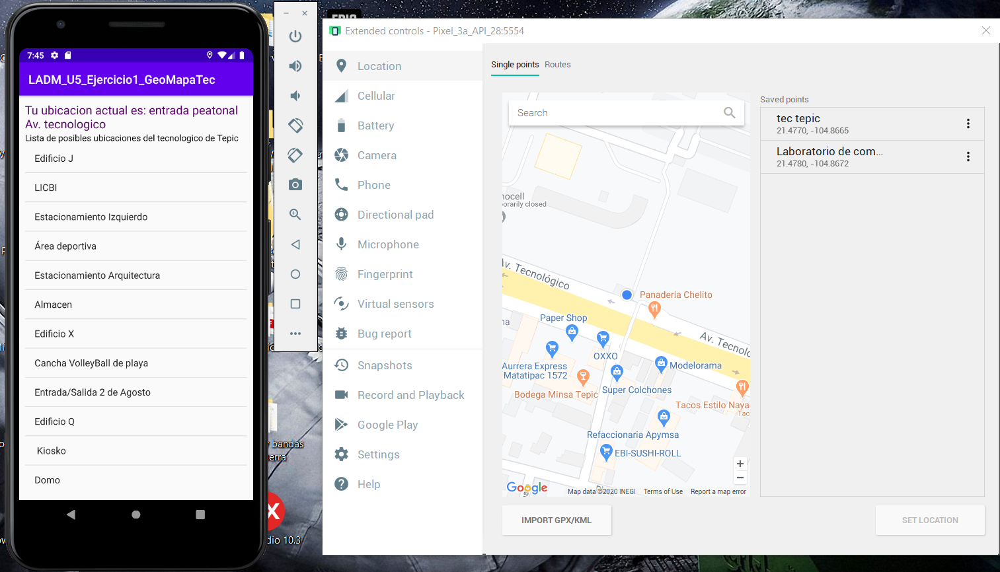 7:45
LADM_U5_Ejercicio1_GeoMapaTec
Tu ubicacion actual es: entrada peatonal
Av. tecnologico
Lista de posibles ubicaciones del tecnologico de Tepic
Edificio J
LICBI
Estacionamiento Izquierdo
Área deportiva
Estacionamiento Arquitectura
Almacen
Edificio X
Cancha VolleyBall de playa
Entrada/Salida 2 de Agosto
Edificio Q
Kiosko
Domo
Extended controls - Pixel_3a_API_28:5554
Location
Cellular
Battery
Camera
Phone
Directional pad
Microphone
Fingerprint
Virtual sensors
Bug report
Snapshots
Record and Playback
Google Play
Settings
Help
Single points
Routes
Search
nocell
porarily closed
Av. Tecnológico
Panadería Chelito
Paper Shop
na
OXXO
Av. Tecnolo
Modelorama
Aurrera Express
Matatipac 1572
Super Colchones
Bodega Minsa Tepic
Tacos Estilo Naya
Tac
Refaccionaria Apymsa
EBI-SUSHI-ROLL
Google
Map data ©2020 INEGI
Terms of Use
Report a map error
IMPORT GPX/KML
Saved points
tec tepic
21.4770, -104.8665
Laboratorio de com...
21.4780, -104.8672
SET LOCATION
bandas
erra
dio 10.3